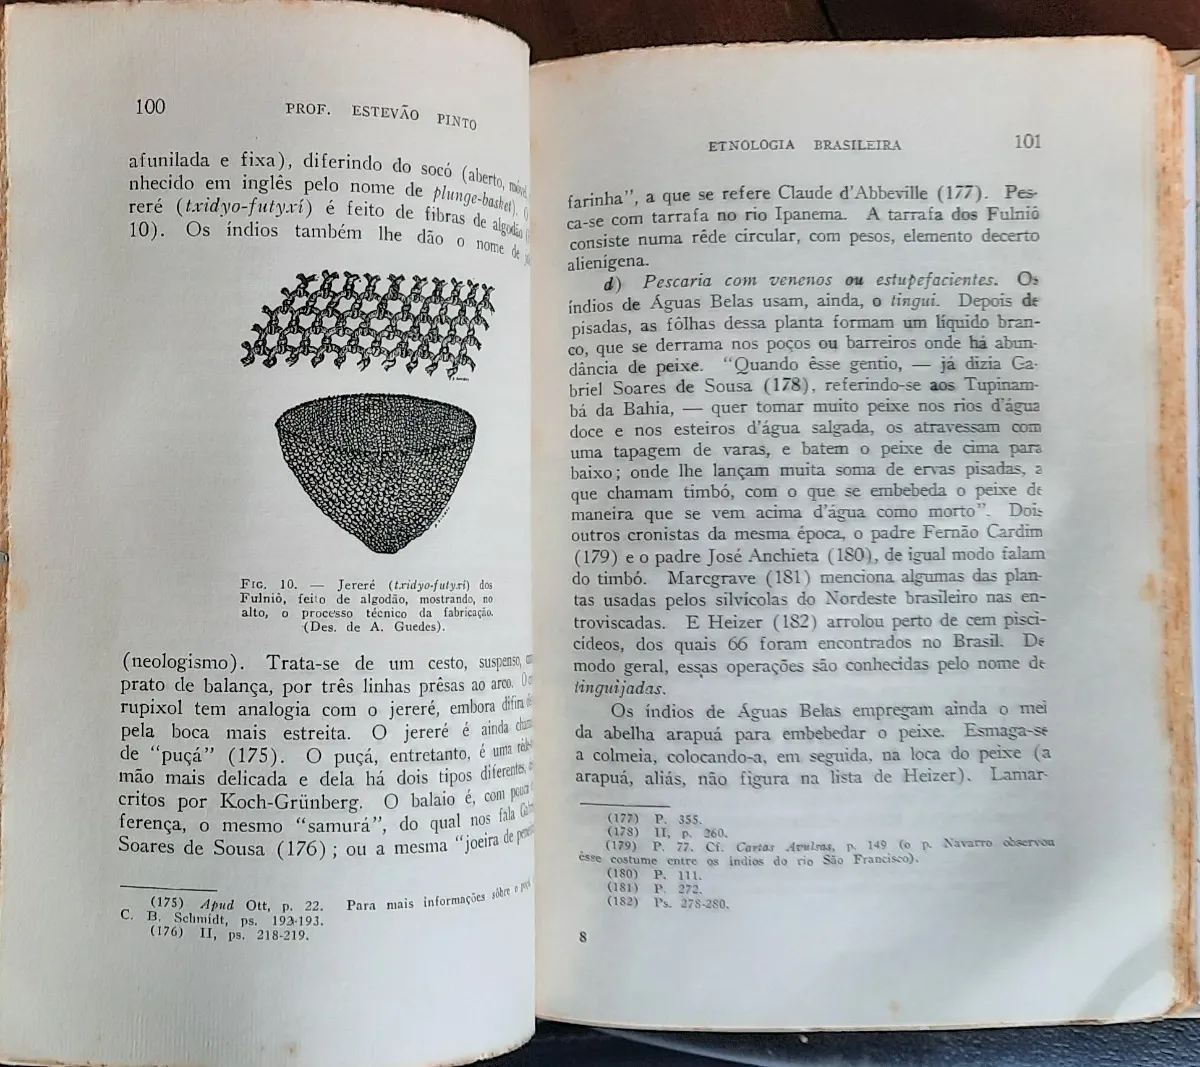 100
PROF. ESTEVÃO PINTO
afunilada e fixa), diferindo do socó (aberto,
nhecido em inglês pelo nome de plunge-basket).
reré (txidyo-futyxí) é feito de fibras de algodão
10). Os índios também lhe dão o nome de
FIG. 10. — Jereré (txidyo-futyxi) dos
Fulniô, feito de algodão, mostrando, no
alto, o processo técnico da fabricação.
(Des. de A. Guedes).
(neologismo). Trata-se de um cesto, suspenso,
prato de balança, por três linhas prêsas ao arco.
rupixol tem analogia com o jereré, embora difira
pela boca mais estreita. O jereré é ainda
de "puçá" (175). O puçá, entretanto, é uma
mão mais delicada e dela há dois tipos diferentes,
critos por Koch-Grünberg. O balaio é, com pouca
ferença, o mesmo "samurá", do qual nos fala
Soares de Sousa (176); ou a mesma "joeira de
(175) Apud Ott, p. 22. Para mais informações sôbre o
C. B. Schmidt, ps. 192-193.
(176) II, ps. 218-219.
ETNOLOGIA BRASILEIRA
101
farinha", a que se refere Claude d'Abbeville (177). Pes-
ca-se com tarrafa no rio Ipanema. A tarrafa dos Fulniô
consiste numa rêde circular, com pesos, elemento decerto
alienígena.
d) Pescaria com venenos ou estupefacientes. Os
índios de Águas Belas usam, ainda, o tingui. Depois de
pisadas, as fôlhas dessa planta formam um líquido bran-
co, que se derrama nos poços ou barreiros onde há abun-
dância de peixe. "Quando êsse gentio, — já dizia Ga-
briel Soares de Sousa (178), referindo-se aos Tupinam-
bá da Bahia, — quer tomar muito peixe nos rios d'água
doce e nos esteiros d'água salgada, os atravessam com
uma tapagem de varas, e batem o peixe de cima para
baixo; onde lhe lançam muita soma de ervas pisadas, a
que chamam timbó, com o que se embebeda o peixe de
maneira que se vem acima d'água como morto". Dois
outros cronistas da mesma época, o padre Fernão Cardim
(179) e o padre José Anchieta (180), de igual modo falam
do timbó. Marcgrave (181) menciona algumas das plan-
tas usadas pelos silvícolas do Nordeste brasileiro nas en-
troviscadas. E Heizer (182) arrolou perto de cem pisci-
cídeos, dos quais 66 foram encontrados no Brasil. De
modo geral, essas operações são conhecidas pelo nome de
tinguijadas.
Os índios de Águas Belas empregam ainda o mel
da abelha arapuá para embebedar o peixe. Esmaga-se
a colmeia, colocando-a, em seguida, na loca do peixe (a
arapuá, aliás, não figura na lista de Heizer). Lamar-
(177) P. 355.
(178) II, p. 260.
(179) P. 77. Cf. Cartas Avulsas, p. 149 (o p. Navarro observou
êsse costume entre os índios do rio São Francisco).
(180) P. 111.
(181) P. 272.
(182) Ps. 278-280.
8